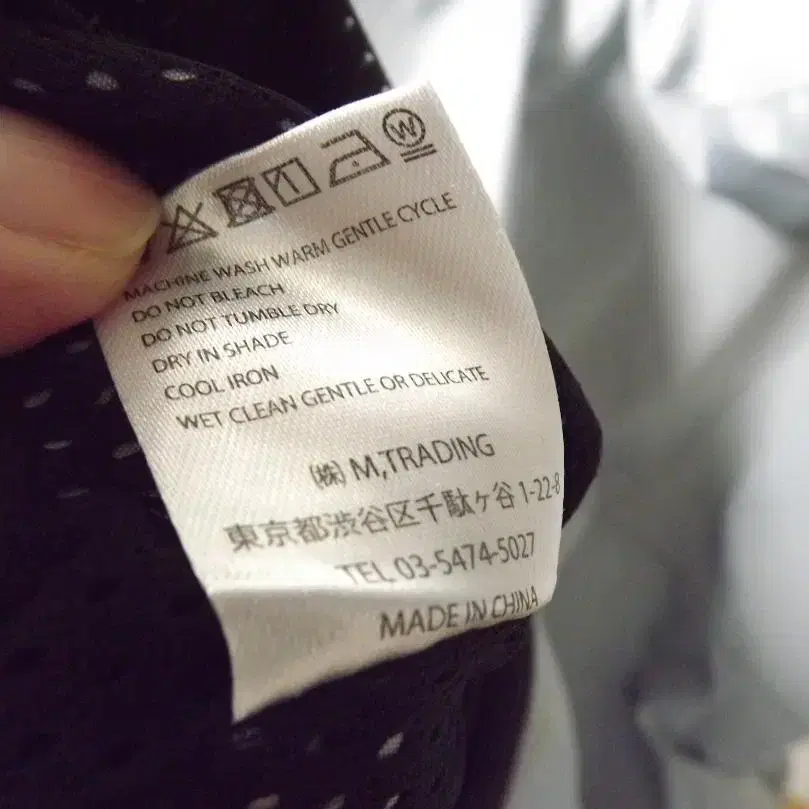 W
MACHINE WASH WARM GENTLE CYCLE
DO NOT BLEACH
DO NOT TUMBLE DRY
DRY IN SHADE
COOL IRON
WET CLEAN GENTLE OR DELICATE
㈱ M,TRADING
東京都渋谷区千駄ヶ谷 1-22-8
TEL 03-5474-5027
MADE IN CHINA